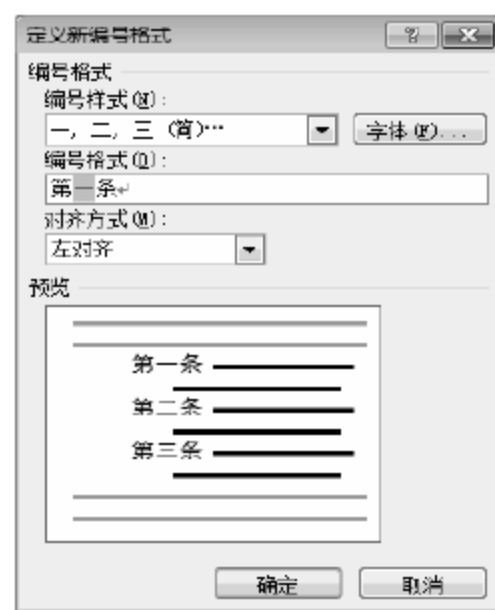 定义新编号格式
编号格式
编号样式(N):
一, 二, 三 (简)… 字体(F)...
编号格式(O):
第一条↵
对齐方式(M):
左对齐
预览
第一条
第二条
第三条
确定 取消